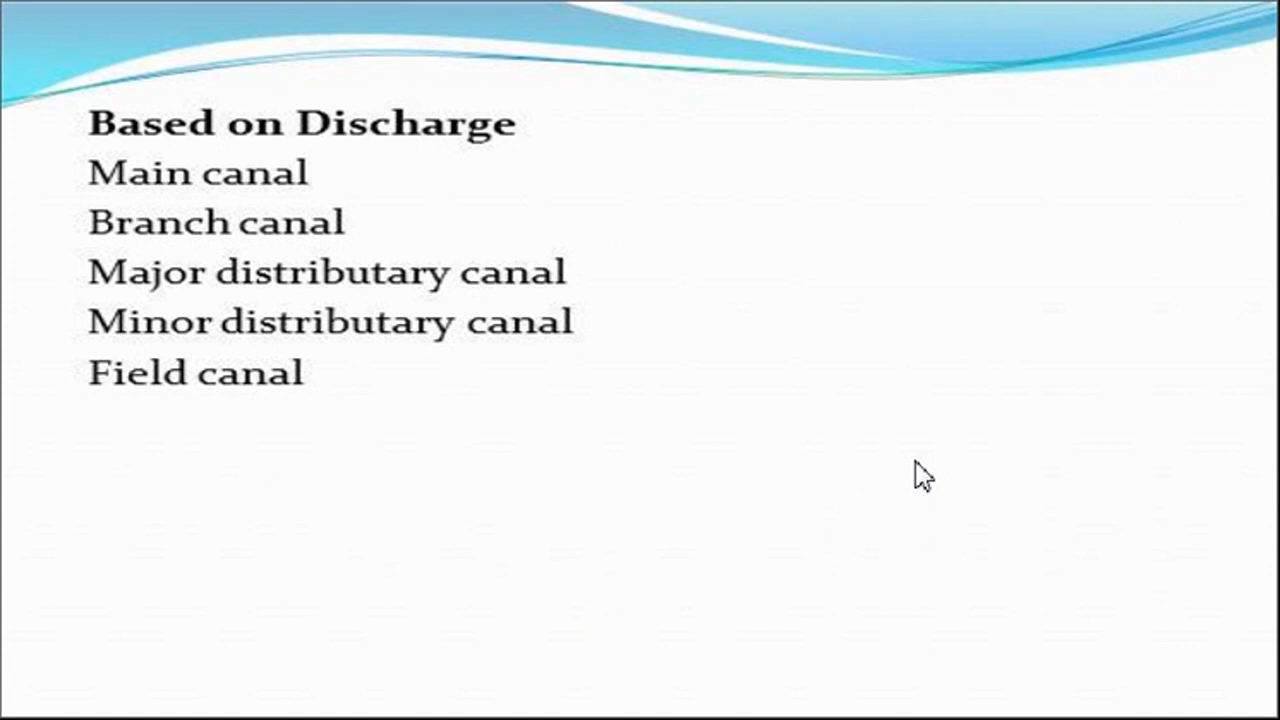 Based on Discharge
Main canal
Branch canal
Major distributary canal
Minor distributary canal
Field canal